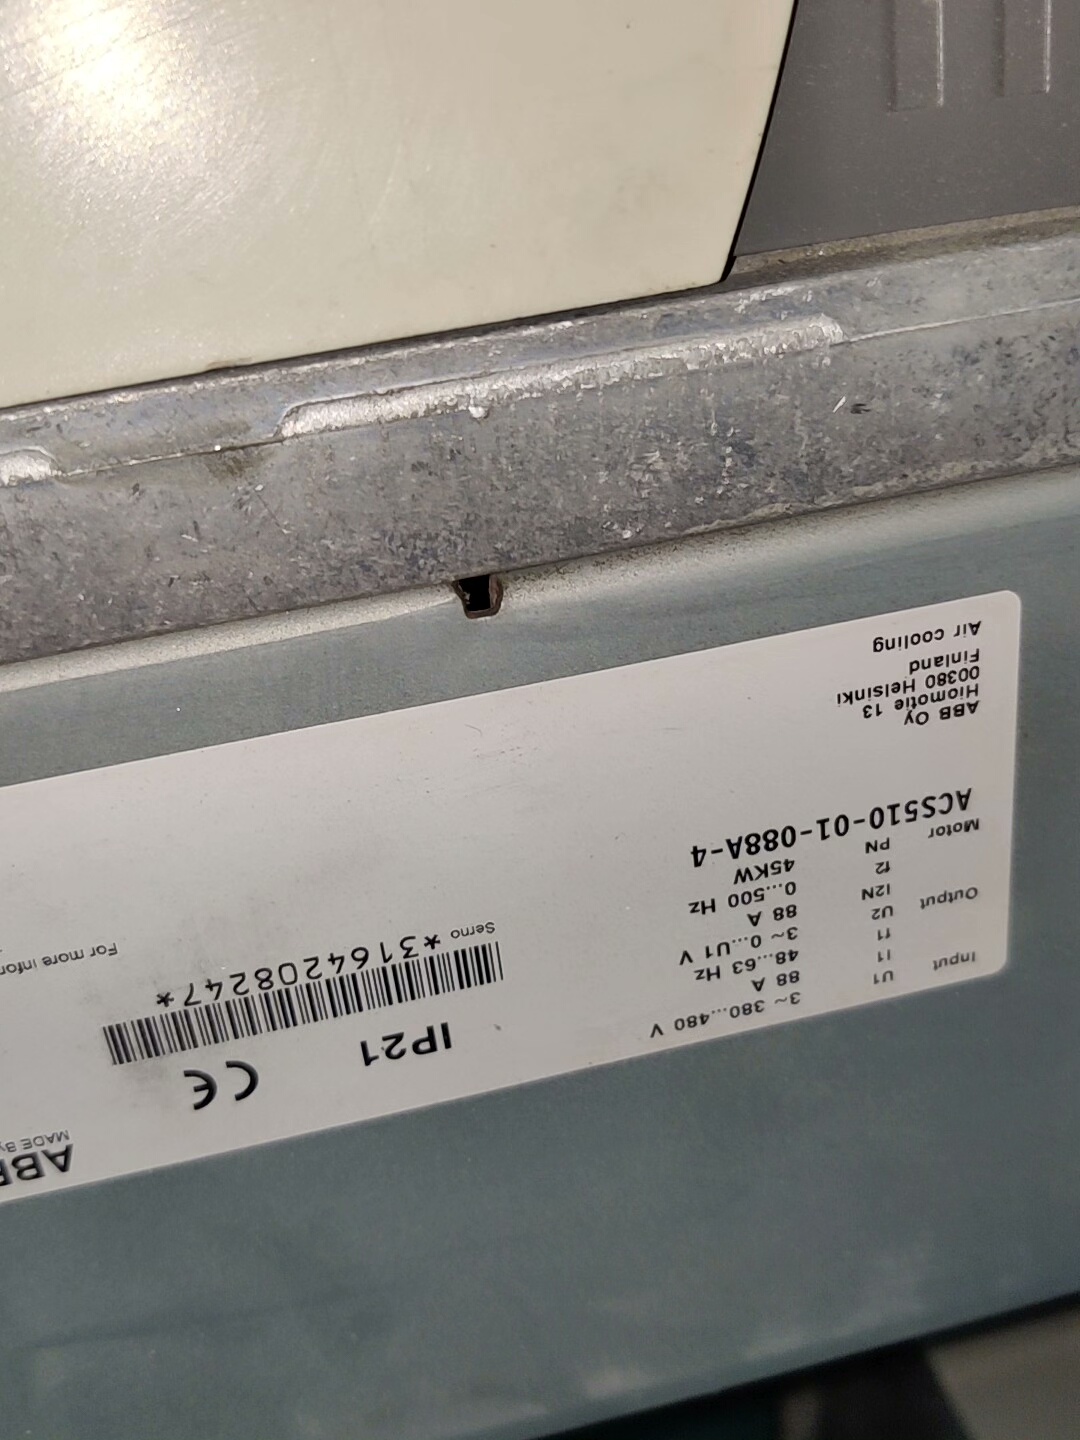 Input U1 3~ 380...480 V
I1 88 A
f1 48...63 Hz
Output U2 3~ 0...U1 V
I2N 88 A
f2 0...500 Hz
Motor PN 45KW
ACS510-01-088A-4
ABB Oy
Hiomotie 13
00380 Helsinki
Finland
Air cooling
IP21
CE
Serno *3164208247*
ABB
MADE
For more